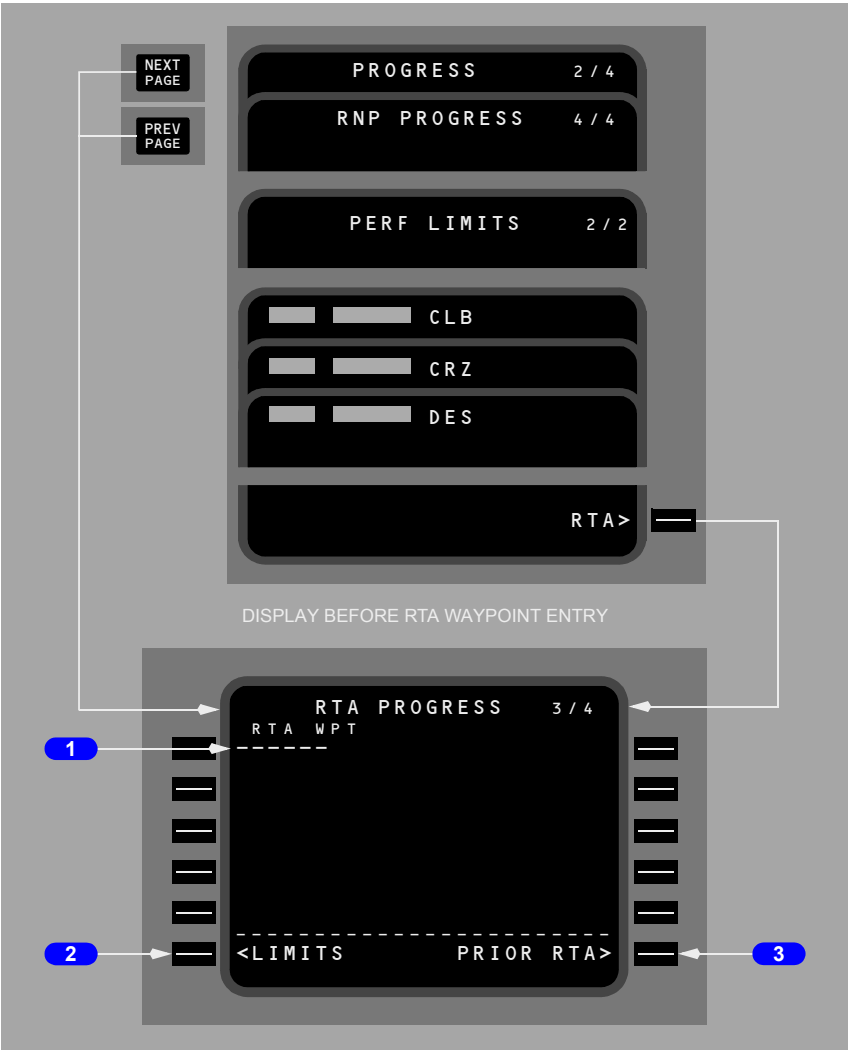 NEXT
PAGE
PROGRESS 2/4
PREV
PAGE
RNP PROGRESS 4/4
PERF LIMITS 2/2
CLB
CRZ
DES
RTA>
DISPLAY BEFORE RTA WAYPOINT ENTRY
RTA PROGRESS 3/4
RTA WPT
1
------
------------------------
2
<LIMITS PRIOR RTA>
3